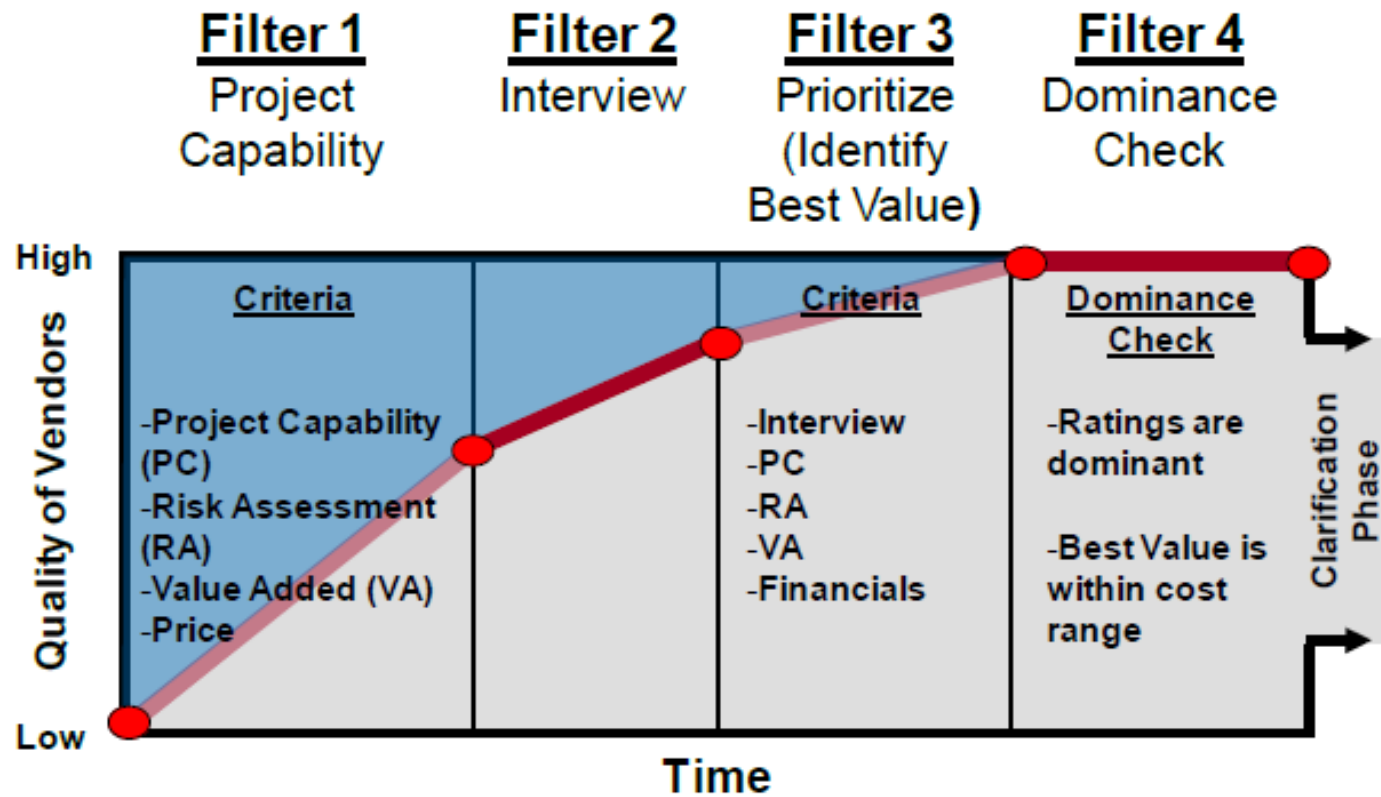 Filter 1
Project
Capability
Filter 2
Interview
Filter 3
Prioritize
(Identify
Best Value)
Filter 4
Dominance
Check
High
Quality of Vendors
Low
Criteria
-Project Capability
(PC)
-Risk Assessment
(RA)
-Value Added (VA)
-Price
Criteria
-Interview
-PC
-RA
-VA
-Financials
Dominance
Check
-Ratings are
dominant
-Best Value is
within cost
range
Clarification
Phase
Time